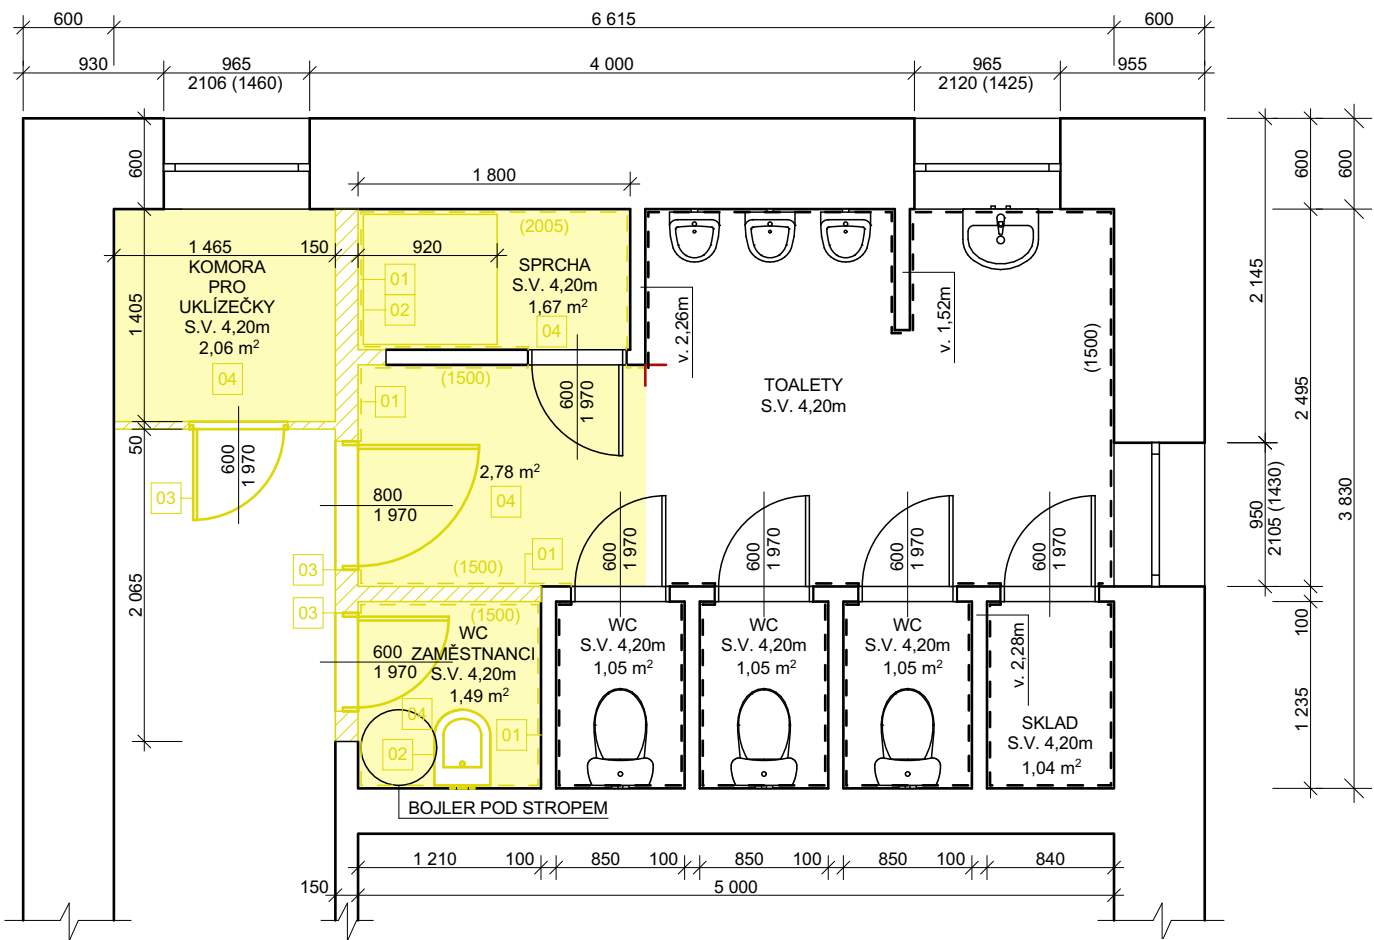 600
6 615
600
930
965
4 000
965
955
2106 (1460)
2120 (1425)
600
1 800
600
600
(2005)
1 465
150
920
KOMORA
PRO
UKLÍZEČKY
S.V. 4,20m
2,06 m²
04
01
02
SPRCHA
S.V. 4,20m
1,67 m²
04
v. 2,26m
v. 1,52m
(1500)
2 145
1 405
(1500)
01
600
1 970
TOALETY
S.V. 4,20m
2 495
3 830
50
600
1 970
03
2,78 m²
04
800
1 970
950
2105 (1430)
01
(1500)
03
03
600
1 970
600
1 970
600
1 970
600
1 970
2 065
(1500)
WC
ZAMĚSTNANCI
S.V. 4,20m
1,49 m²
600
1 970
04
02
01
WC
S.V. 4,20m
1,05 m²
WC
S.V. 4,20m
1,05 m²
WC
S.V. 4,20m
1,05 m²
v. 2,28m
SKLAD
S.V. 4,20m
1,04 m²
100
1 235
BOJLER POD STROPEM
1 210
100
850
100
850
100
850
100
840
150
5 000